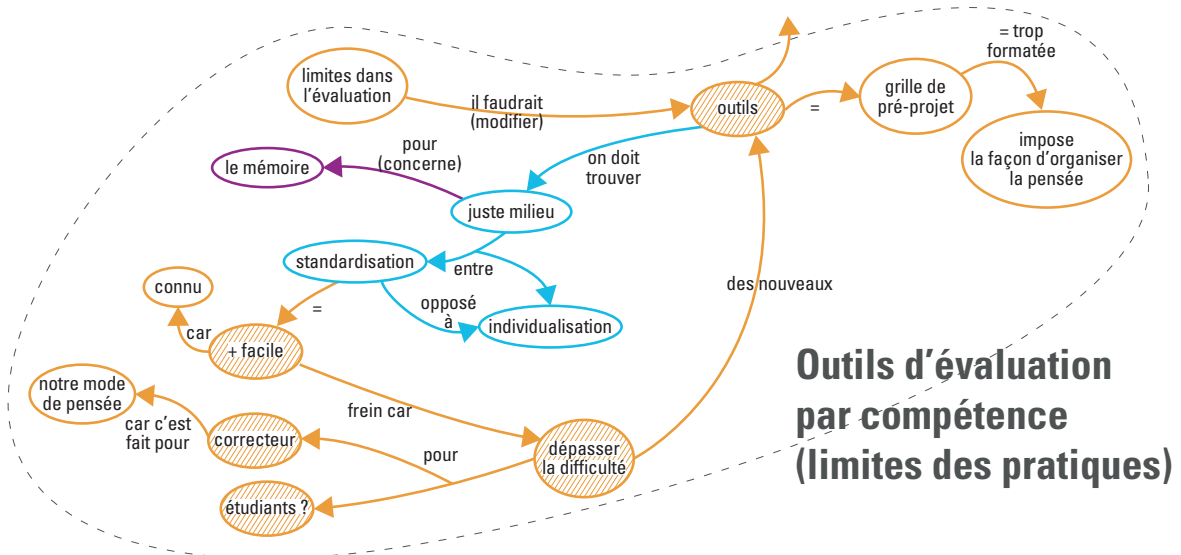 = trop
formatée
limites dans
l'évaluation
il faudrait
(modifier)
outils
=
grille de
pré-projet
impose
la façon d'organiser
la pensée
pour
(concerne)
le mémoire
on doit
trouver
juste milieu
standardisation
entre
connu
=
opposé
à
individualisation
des nouveaux
car
+ facile
notre mode
de pensée
frein car
car c'est
fait pour
correcteur
pour
dépasser
la difficulté
étudiants ?
Outils d'évaluation
par compétence
(limites des pratiques)